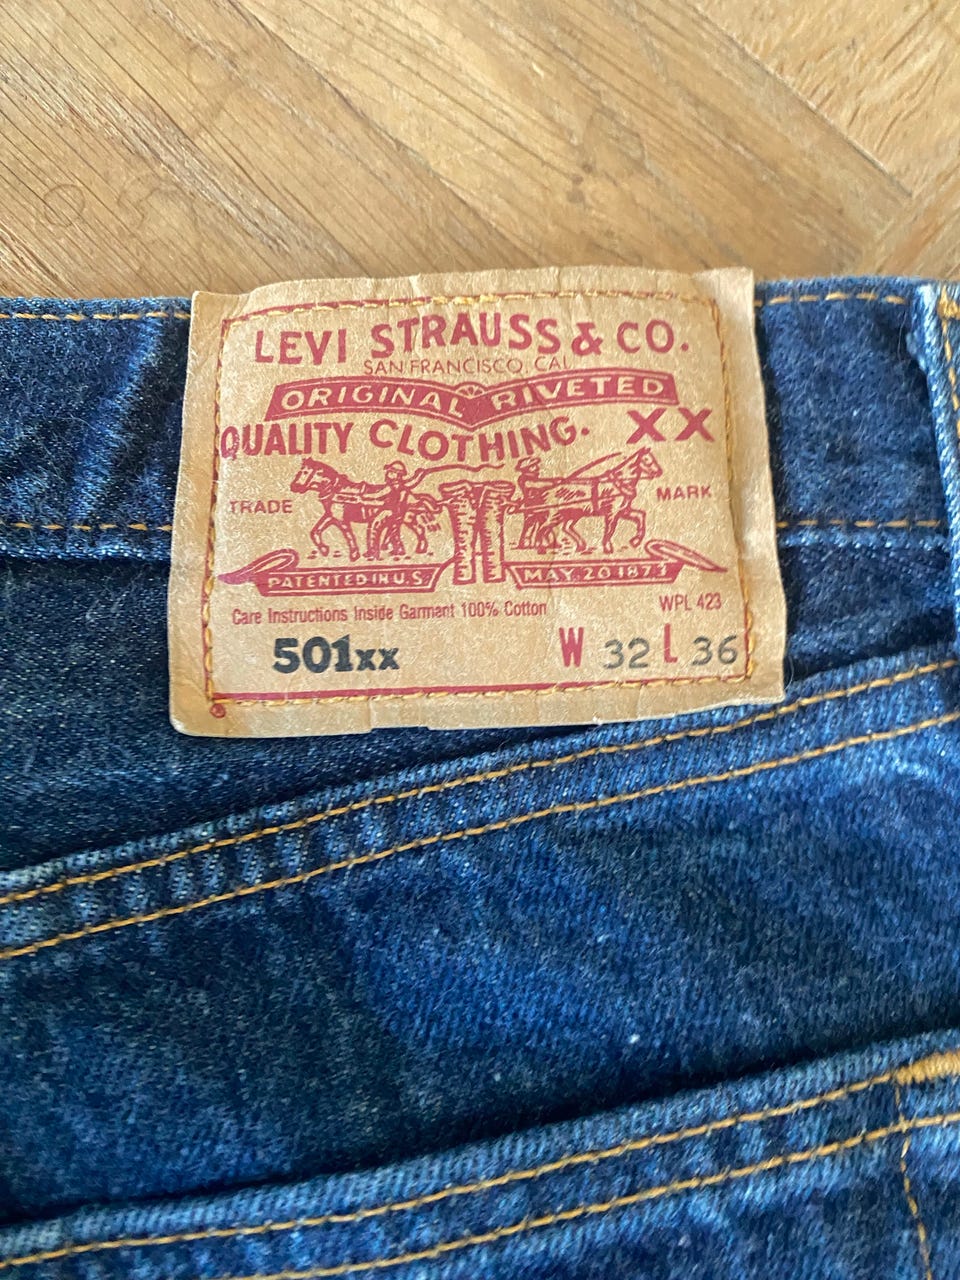 LEVI STRAUSS & CO.
SAN FRANCISCO, CAL.
ORIGINAL RIVETED
QUALITY CLOTHING. XX
TRADE MARK
PATENTED IN U.S. MAY 20 1873
Care Instructions Inside Garment 100% Cotton WPL 423
501xx W 32 L 36
®